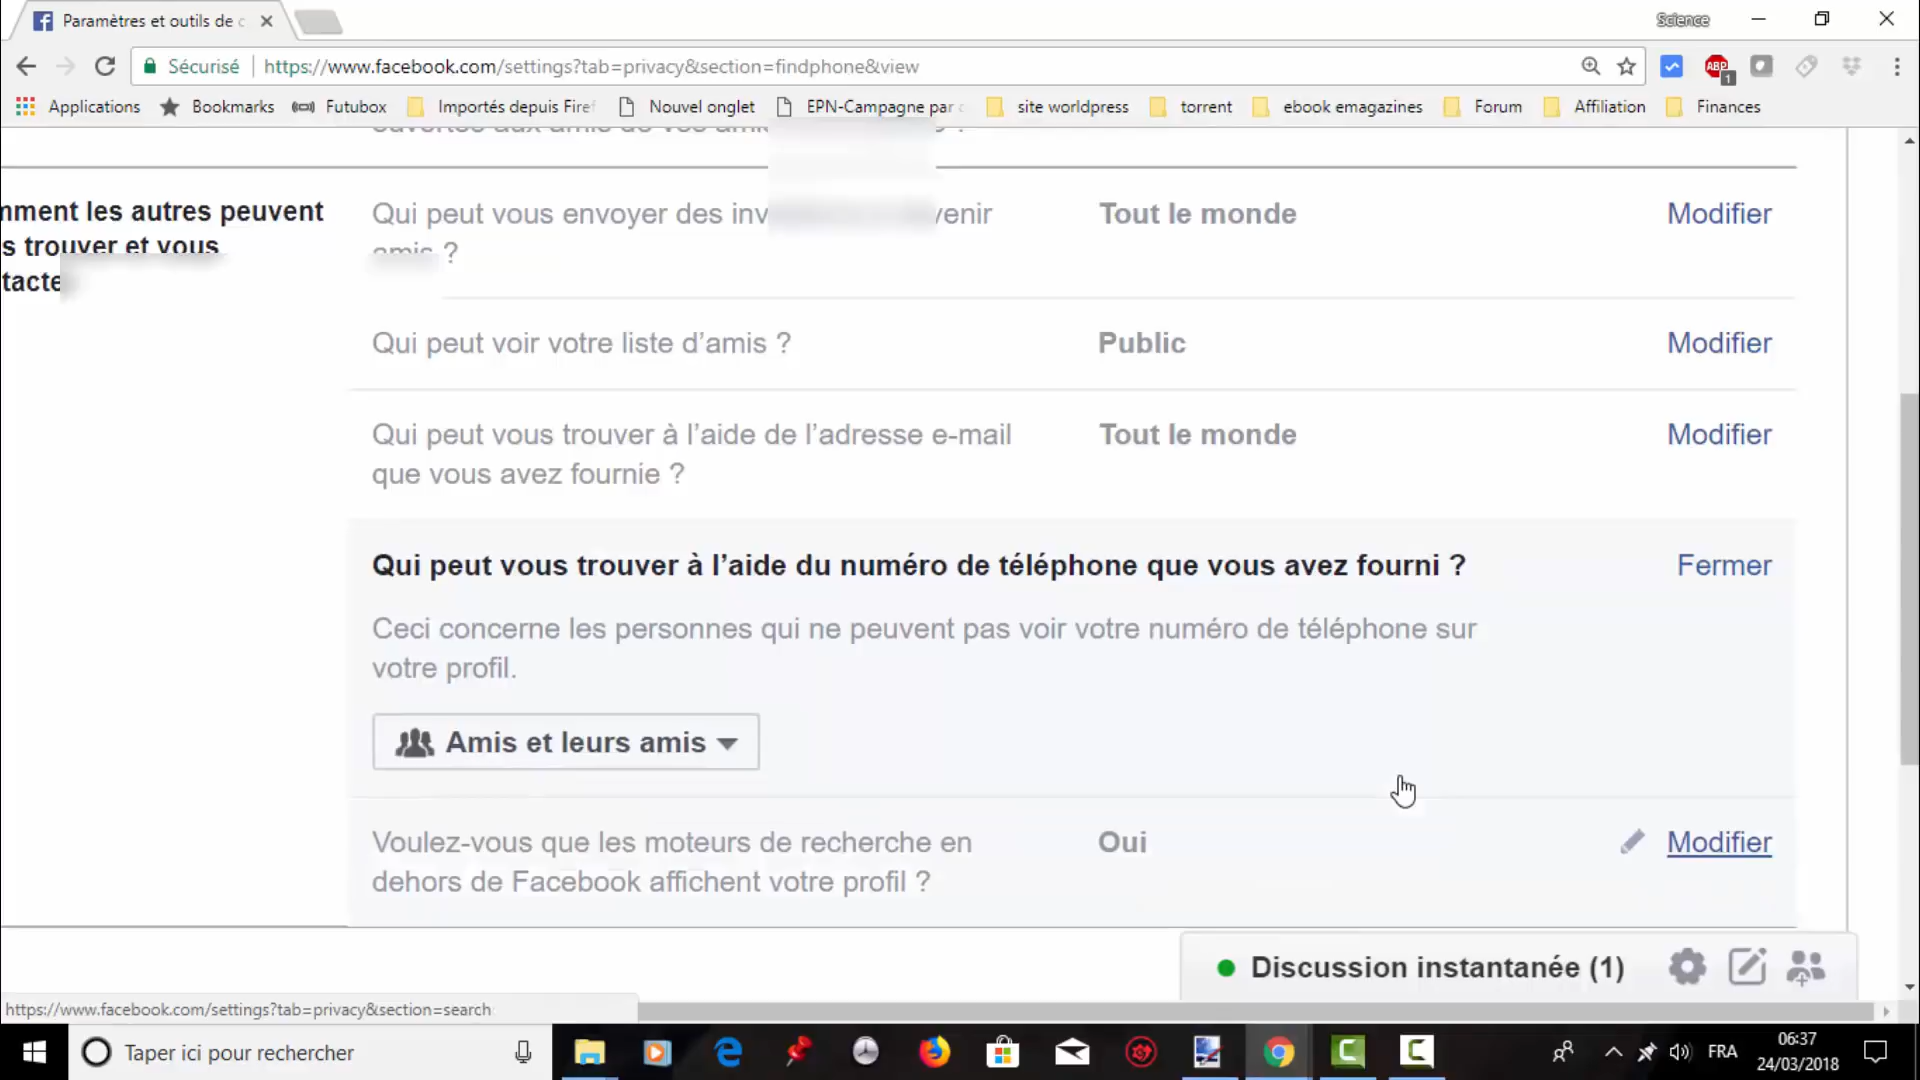 Paramètres et outils de c
Science
Sécurisé
https://www.facebook.com/settings?tab=privacy&section=findphone&view
ABP
1
Applications
Bookmarks
Futubox
Importés depuis Firef
Nouvel onglet
EPN-Campagne par c
site worldpress
torrent
ebook emagazines
Forum
Affiliation
Finances
mment les autres peuvent
s trouver et vous
tacte
Qui peut vous envoyer des inv venir
amis ?
Tout le monde
Modifier
Qui peut voir votre liste d’amis ?
Public
Modifier
Qui peut vous trouver à l’aide de l’adresse e-mail
que vous avez fournie ?
Tout le monde
Modifier
Qui peut vous trouver à l’aide du numéro de téléphone que vous avez fourni ?
Fermer
Ceci concerne les personnes qui ne peuvent pas voir votre numéro de téléphone sur
votre profil.
Amis et leurs amis
Voulez-vous que les moteurs de recherche en
dehors de Facebook affichent votre profil ?
Oui
Modifier
Discussion instantanée (1)
https://www.facebook.com/settings?tab=privacy&section=search
Taper ici pour rechercher
FRA
06:37
24/03/2018